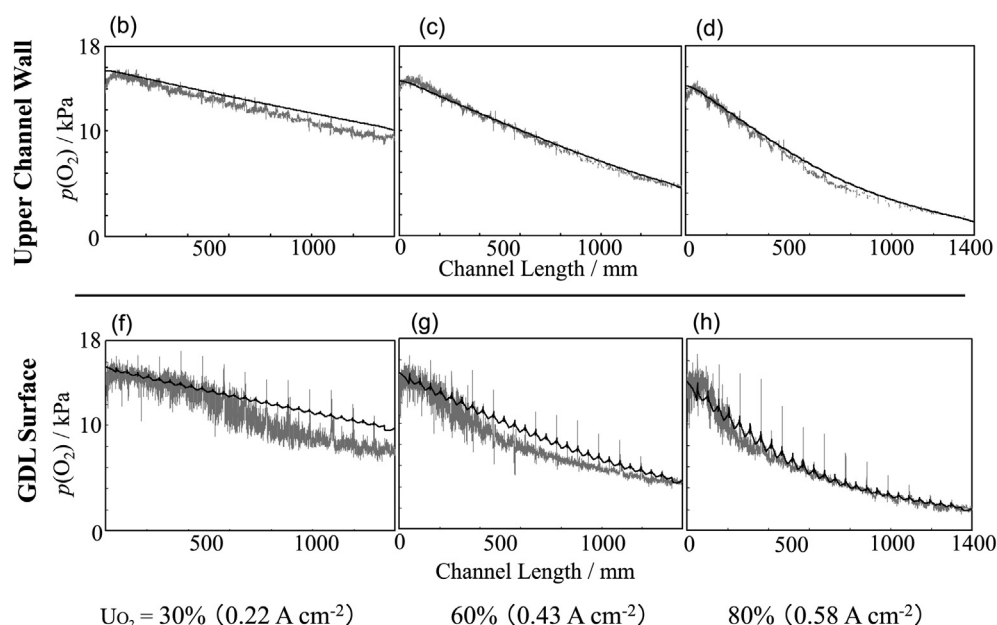 (b) (c) (d)
Upper Channel Wall
p(O₂) / kPa
18
10
0
500 1000 0 500 1000 0 500 1000 1400
Channel Length / mm
(f) (g) (h)
GDL Surface
p(O₂) / kPa
18
10
0
500 1000 0 500 1000 0 500 1000 1400
Channel Length / mm
UO₂ = 30% (0.22 A cm⁻²) 60% (0.43 A cm⁻²) 80% (0.58 A cm⁻²)